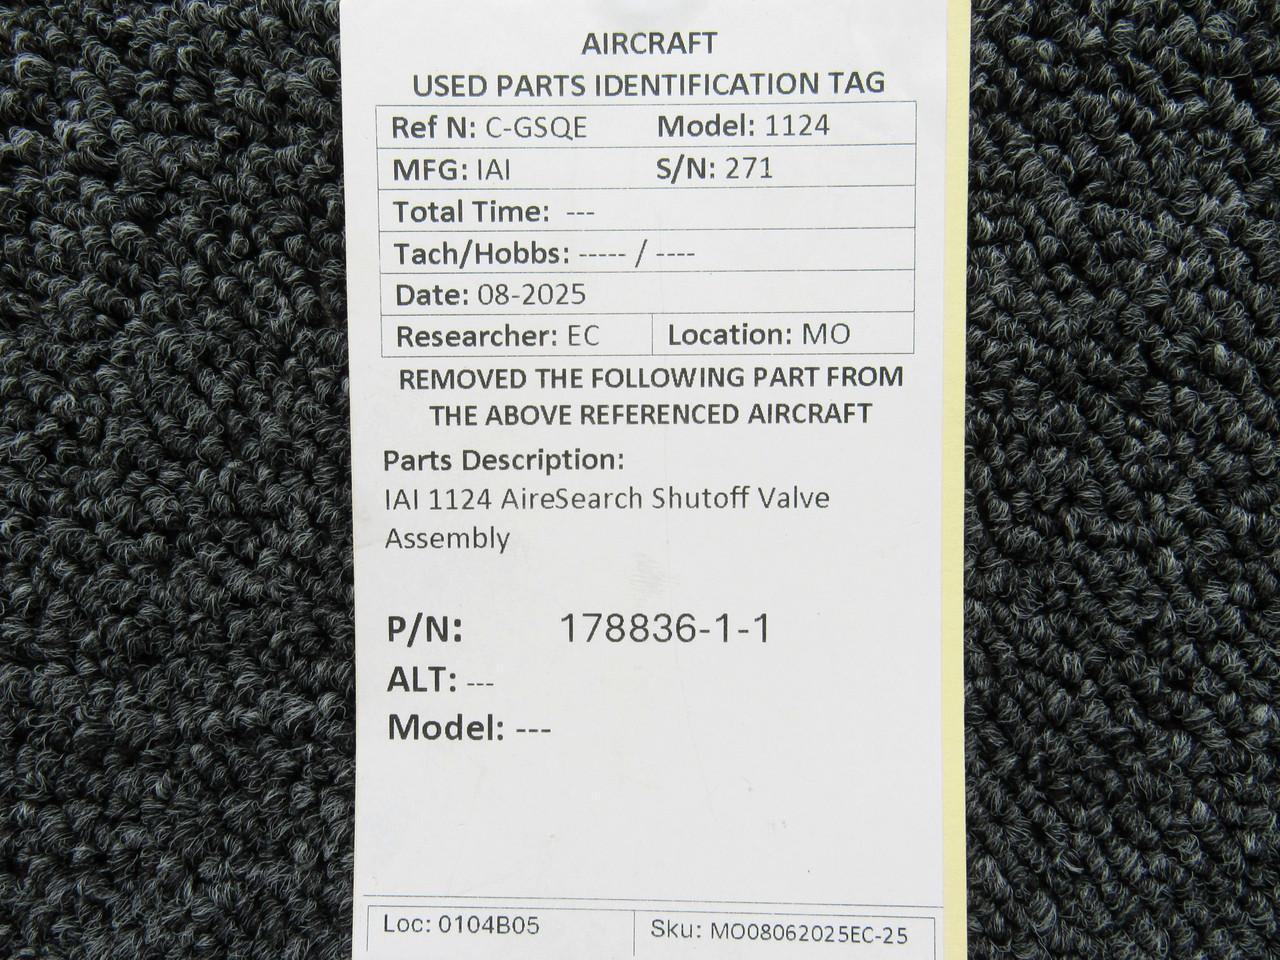 AIRCRAFT
USED PARTS IDENTIFICATION TAG
Ref N: C-GSQE Model: 1124
MFG: IAI S/N: 271
Total Time: ---
Tach/Hobbs: ----- / ----
Date: 08-2025
Researcher: EC Location: MO
REMOVED THE FOLLOWING PART FROM
THE ABOVE REFERENCED AIRCRAFT
Parts Description:
IAI 1124 AireSearch Shutoff Valve
Assembly
P/N: 178836-1-1
ALT: ---
Model: ---
Loc: 0104B05 Sku: MO08062025EC-25